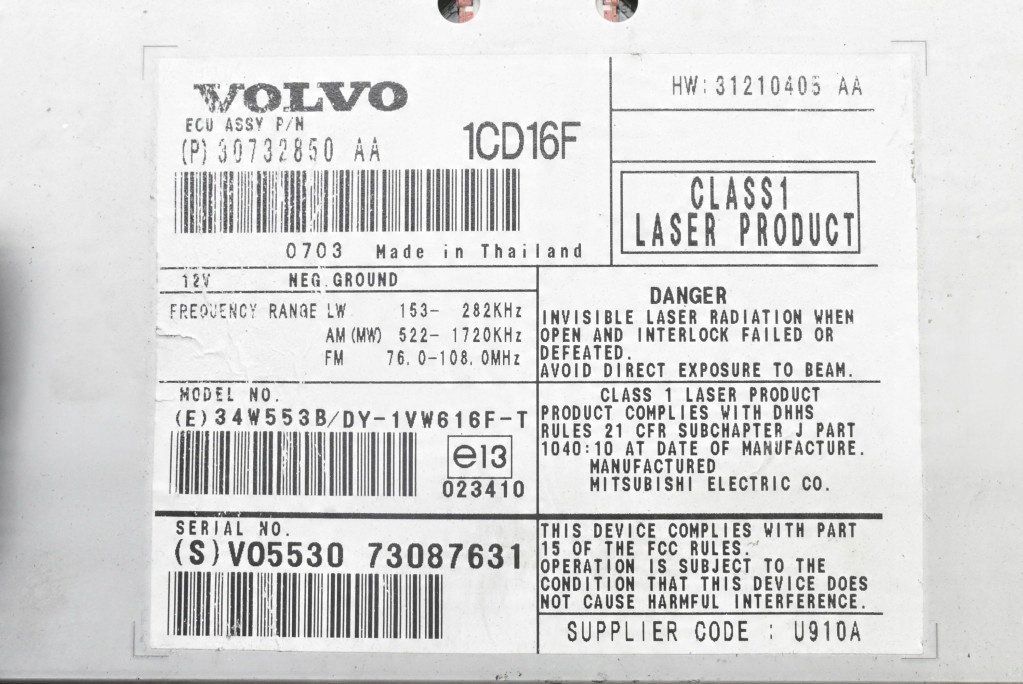 VOLVO
ECU ASSY P/N
(P) 30732850 AA
1CD16F
0703 Made in Thailand
HW: 31210405 AA
CLASS1
LASER PRODUCT
12V NEG.GROUND
FREQUENCY RANGE LW 153- 282KHz
AM(MW) 522- 1720KHz
FM 76.0-108.0MHz
DANGER
INVISIBLE LASER RADIATION WHEN
OPEN AND INTERLOCK FAILED OR
DEFEATED.
AVOID DIRECT EXPOSURE TO BEAM.
MODEL NO.
(E) 34W553B/DY-1VW616F-T
e13
023410
CLASS 1 LASER PRODUCT
PRODUCT COMPLIES WITH DHHS
RULES 21 CFR SUBCHAPTER J PART
1040:10 AT DATE OF MANUFACTURE.
MANUFACTURED
MITSUBISHI ELECTRIC CO.
SERIAL NO.
(S) V05530 73087631
THIS DEVICE COMPLIES WITH PART
15 OF THE FCC RULES.
OPERATION IS SUBJECT TO THE
CONDITION THAT THIS DEVICE DOES
NOT CAUSE HARMFUL INTERFERENCE.
SUPPLIER CODE : U910A